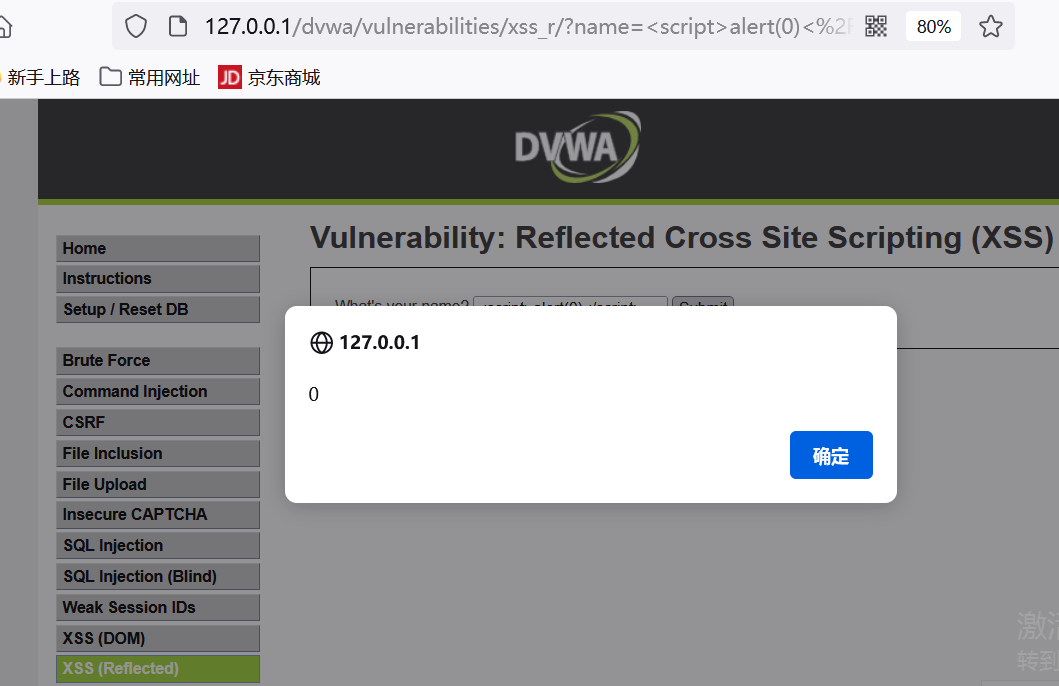 127.0.0.1/dvwa/vulnerabilities/xss_r/?name=<script>alert(0)<%2F 80%
新手上路 常用网址 JD 京东商城
DVWA
Vulnerability: Reflected Cross Site Scripting (XSS)
Home
Instructions
Setup / Reset DB
What's your name? <script>alert(0)</script> Submit
127.0.0.1
0
确定
Brute Force
Command Injection
CSRF
File Inclusion
File Upload
Insecure CAPTCHA
SQL Injection
SQL Injection (Blind)
Weak Session IDs
XSS (DOM)
XSS (Reflected)
激活
转到